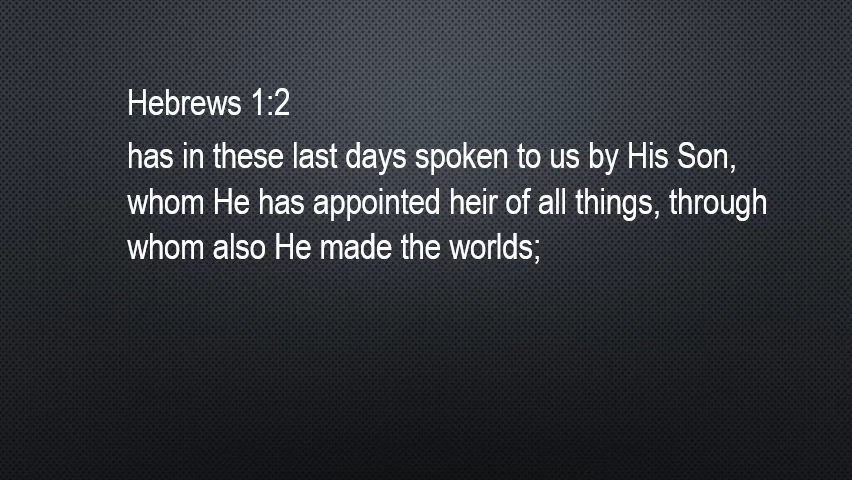 Hebrews 1:2
has in these last days spoken to us by His Son,
whom He has appointed heir of all things, through
whom also He made the worlds;